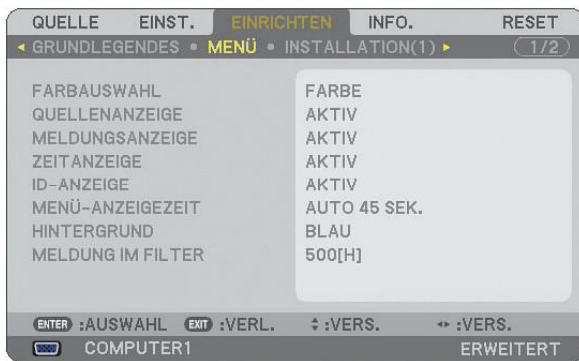 QUELLE EINST. EINRICHTEN INFO. RESET
GRUNDLEGENDES • MENÜ • INSTALLATION(1) 1/2
FARBAUSWAHL FARBE
QUELLENANZEIGE AKTIV
MELDUNGSANZEIGE AKTIV
ZEITANZEIGE AKTIV
ID-ANZEIGE AKTIV
MENÜ-ANZEIGEZEIT AUTO 45 SEK.
HINTERGRUND BLAU
MELDUNG IM FILTER 500[H]
ENTER :AUSWAHL EXIT :VERL. :VERS. :VERS.
COMPUTER1 ERWEITERT